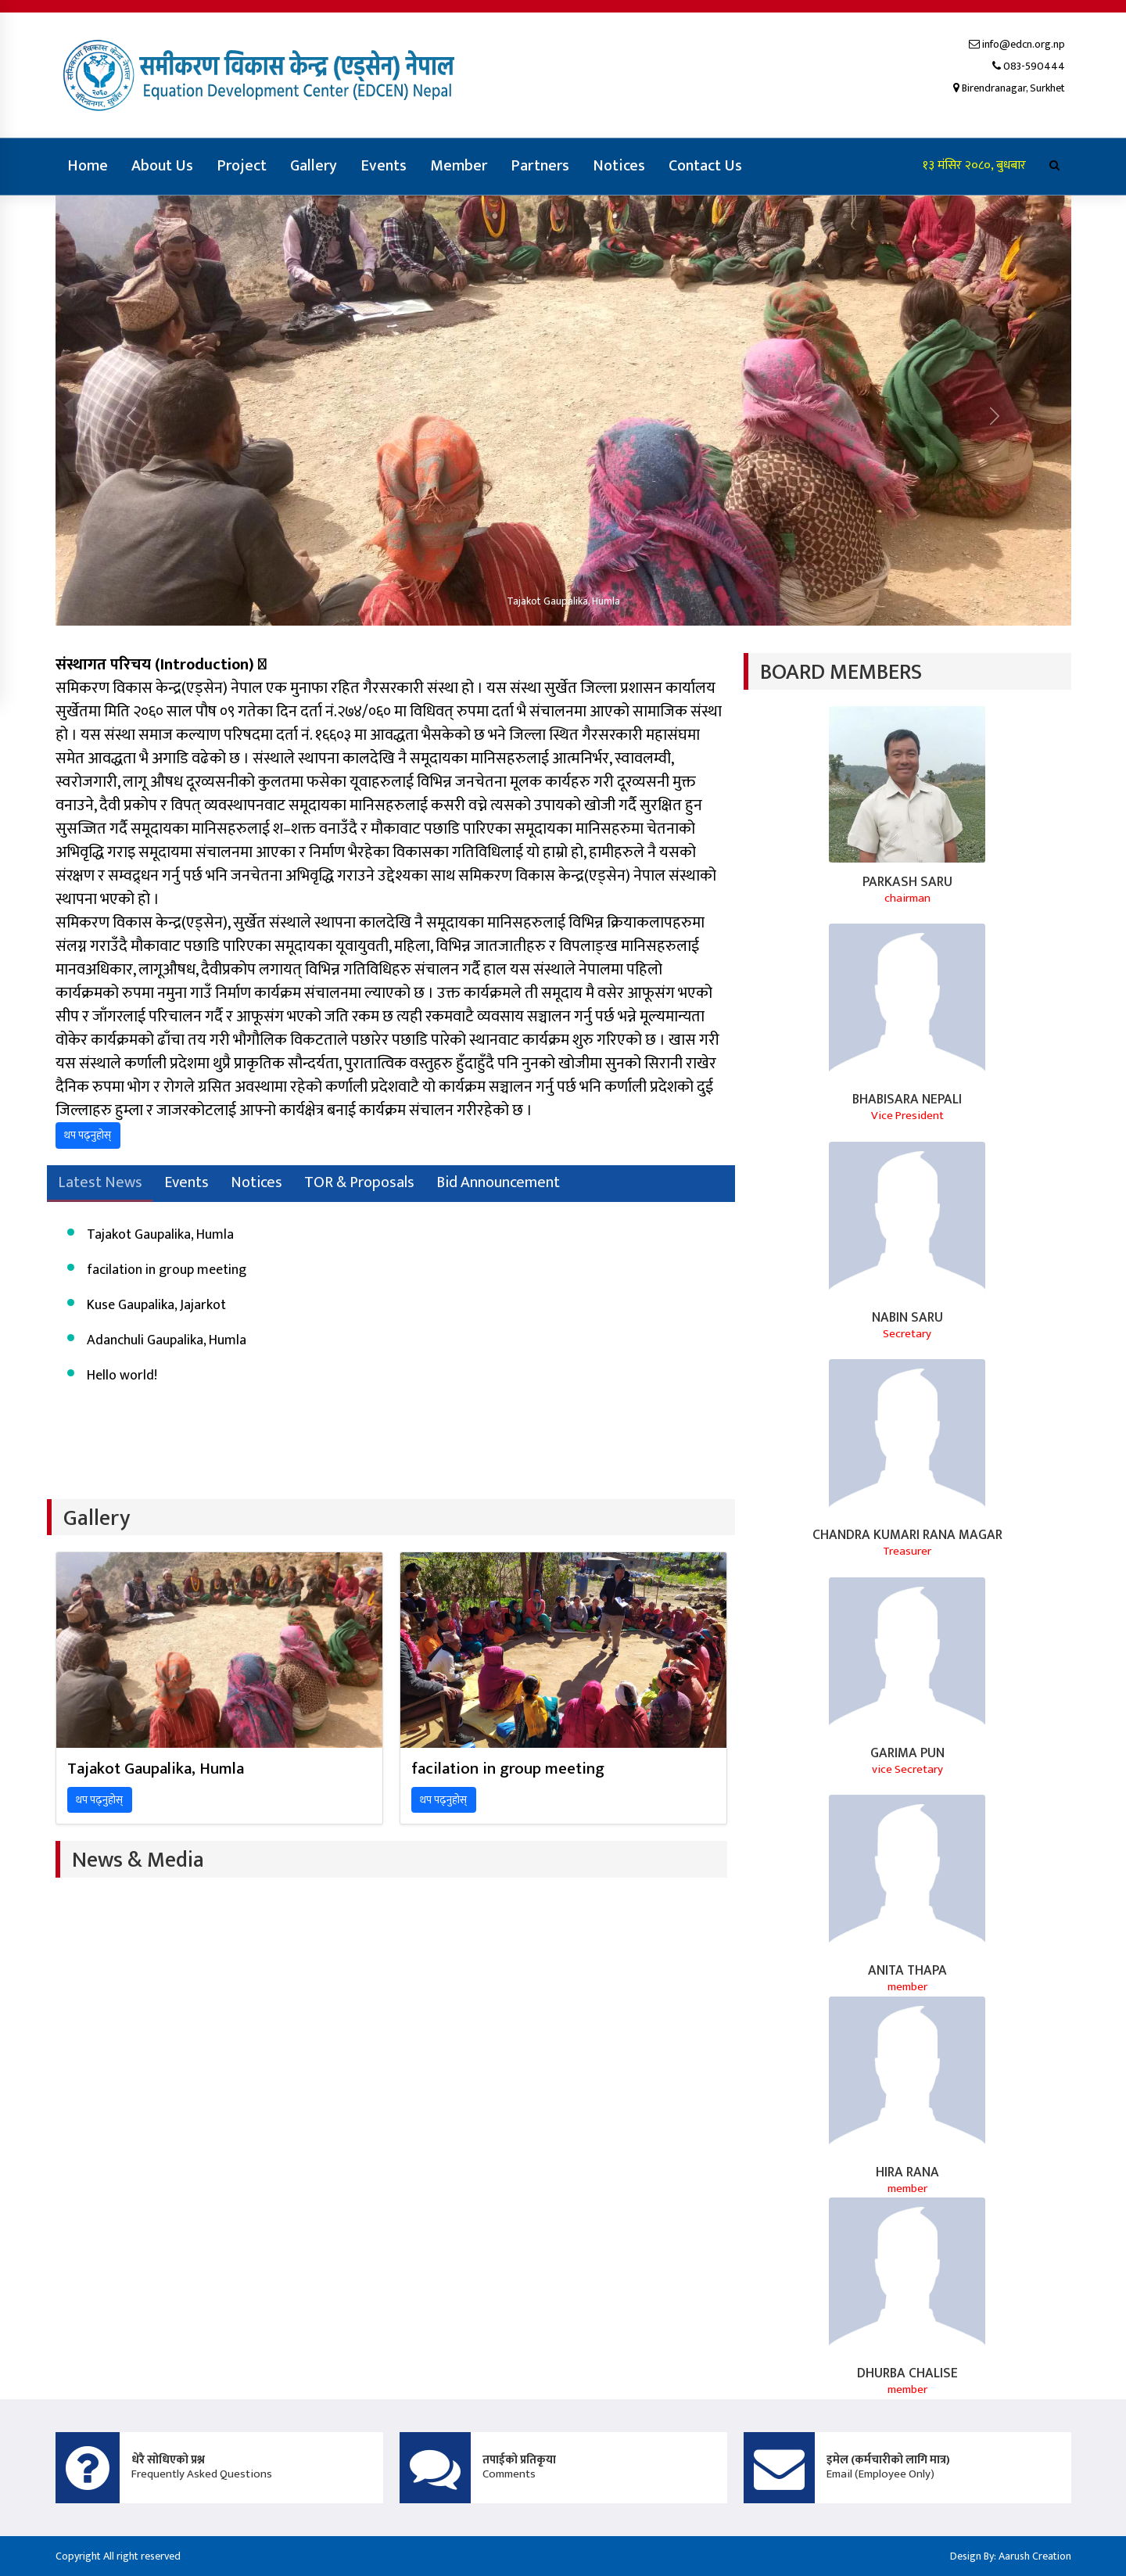 समीकरण विकास केन्द्र (एड्सेन) नेपाल
Equation Development Center (EDCEN) Nepal
info@edcn.org.np
083-590444
Birendranagar, Surkhet
Home About Us Project Gallery Events Member Partners Notices Contact Us
१३ मंसिर २०८०, बुधबार
Tajakot Gaupalika, Humla
संस्थागत परिचय (Introduction)
समिकरण विकास केन्द्र(एड्सेन) नेपाल एक मुनाफा रहित गैरसरकारी संस्था हो । यस संस्था सुर्खेत जिल्ला प्रशासन कार्यालय
सुर्खेतमा मिति २०६० साल पौष ०९ गतेका दिन दर्ता नं.२७४/०६० मा विधिवत् रुपमा दर्ता भै संचालनमा आएको सामाजिक संस्था
हो । यस संस्था समाज कल्याण परिषदमा दर्ता नं. १६६०३ मा आवद्धता भैसकेको छ भने जिल्ला स्थित गैरसरकारी महासंघमा
समेत आवद्धता भै अगाडि वढेको छ । संस्थाले स्थापना कालदेखि नै समूदायका मानिसहरुलाई आत्मनिर्भर, स्वावलम्वी,
स्वरोजगारी, लागू औषध दूरव्यसनीको कुलतमा फसेका यूवाहरुलाई विभिन्न जनचेतना मूलक कार्यहरु गरी दूरव्यसनी मुक्त
वनाउने, दैवी प्रकोप र विपत् व्यवस्थापनवाट समूदायका मानिसहरुलाई कसरी वच्ने त्यसको उपायको खोजी गर्दै सुरक्षित हुन
सुसज्जित गर्दै समूदायका मानिसहरुलाई श–शक्त वनाउँदै र मौकावाट पछाडि पारिएका समूदायका मानिसहरुमा चेतनाको
अभिवृद्धि गराइ समूदायमा संचालनमा आएका र निर्माण भैरहेका विकासका गतिविधिलाई यो हाम्रो हो, हामीहरुले नै यसको
संरक्षण र सम्वद्र्धन गर्नु पर्छ भनि जनचेतना अभिवृद्धि गराउने उद्देश्यका साथ समिकरण विकास केन्द्र(एड्सेन) नेपाल संस्थाको
स्थापना भएको हो ।
समिकरण विकास केन्द्र(एड्सेन), सुर्खेत संस्थाले स्थापना कालदेखि नै समूदायका मानिसहरुलाई विभिन्न क्रियाकलापहरुमा
संलग्न गराउँदै मौकावाट पछाडि पारिएका समूदायका यूवायुवती, महिला, विभिन्न जातजातीहरु र विपलाङ्ख मानिसहरुलाई
मानवअधिकार, लागूऔषध, दैवीप्रकोप लगायत् विभिन्न गतिविधिहरु संचालन गर्दै हाल यस संस्थाले नेपालमा पहिलो
कार्यक्रमको रुपमा नमुना गाउँ निर्माण कार्यक्रम संचालनमा ल्याएको छ । उक्त कार्यक्रमले ती समूदाय मै वसेर आफूसंग भएको
सीप र जाँगरलाई परिचालन गर्दै र आफूसंग भएको जति रकम छ त्यही रकमवाटै व्यवसाय सञ्चालन गर्नु पर्छ भन्ने मूल्यमान्यता
वोकेर कार्यक्रमको ढाँचा तय गरी भौगौलिक विकटताले पछारेर पछाडि पारेको स्थानवाट कार्यक्रम शुरु गरिएको छ । खास गरी
यस संस्थाले कर्णाली प्रदेशमा थुप्रै प्राकृतिक सौन्दर्यता, पुरातात्विक वस्तुहरु हुँदाहुँदै पनि नुनको खोजीमा सुनको सिरानी राखेर
दैनिक रुपमा भोग र रोगले ग्रसित अवस्थामा रहेको कर्णाली प्रदेशवाटै यो कार्यक्रम सञ्चालन गर्नु पर्छ भनि कर्णाली प्रदेशको दुई
जिल्लाहरु हुम्ला र जाजरकोटलाई आफ्नो कार्यक्षेत्र बनाई कार्यक्रम संचालन गरीरहेको छ ।
थप पढ्नुहोस्
Latest News Events Notices TOR & Proposals Bid Announcement
Tajakot Gaupalika, Humla
facilation in group meeting
Kuse Gaupalika, Jajarkot
Adanchuli Gaupalika, Humla
Hello world!
Gallery
Tajakot Gaupalika, Humla
थप पढ्नुहोस्
facilation in group meeting
थप पढ्नुहोस्
News & Media
BOARD MEMBERS
PARKASH SARU
chairman
BHABISARA NEPALI
Vice President
NABIN SARU
Secretary
CHANDRA KUMARI RANA MAGAR
Treasurer
GARIMA PUN
vice Secretary
ANITA THAPA
member
HIRA RANA
member
DHURBA CHALISE
member
धेरै सोधिएको प्रश्न
Frequently Asked Questions
तपाईको प्रतिकृया
Comments
इमेल (कर्मचारीको लागि मात्र)
Email (Employee Only)
Copyright All right reserved
Design By: Aarush Creation